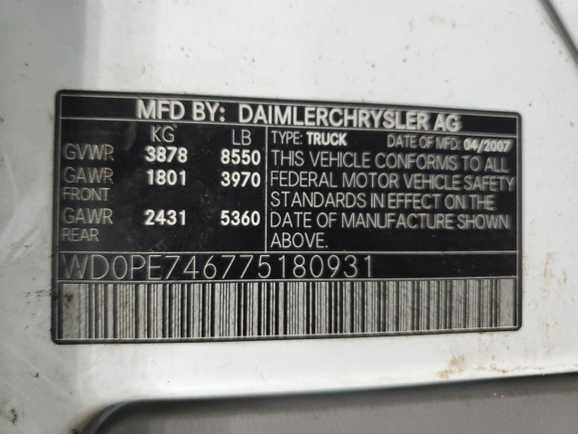 MFD BY: DAIMLERCHRYSLER AG
KG LB
GVWR 3878 8550
GAWR FRONT 1801 3970
GAWR REAR 2431 5360
TYPE: TRUCK DATE OF MFD: 04/2007
THIS VEHICLE CONFORMS TO ALL
FEDERAL MOTOR VEHICLE SAFETY
STANDARDS IN EFFECT ON THE
DATE OF MANUFACTURE SHOWN
ABOVE.
WD0PE746775180931